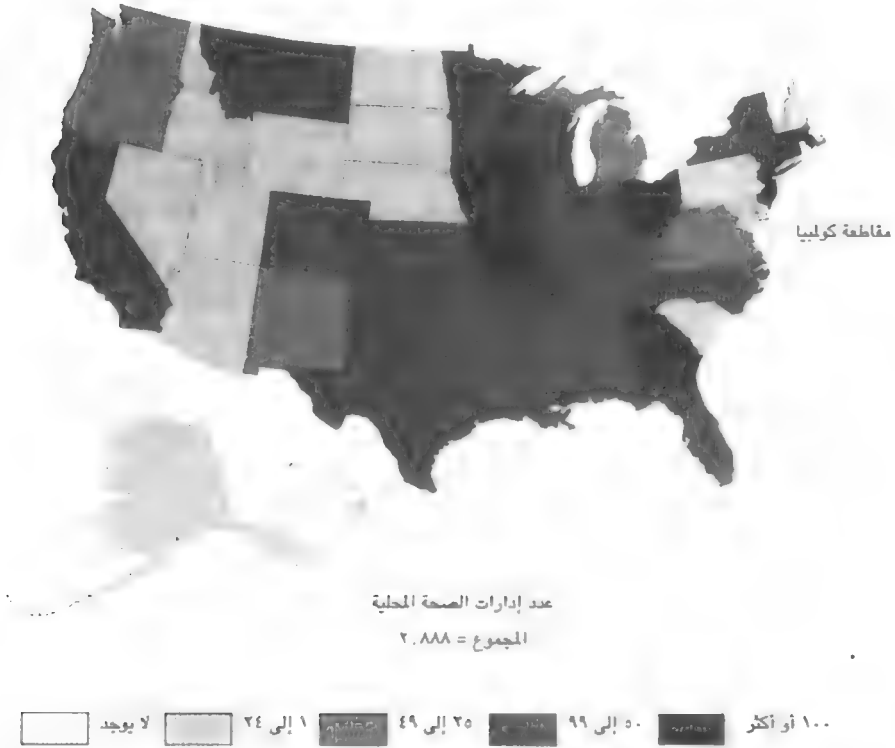 مقاطعة كولمبيا
عدد إدارات الصحة المحلية
المجموع = ٢.٨٨٨
١٠٠ أو أكثر ٥٠ إلى ٩٩ ٢٥ إلى ٤٩ ١ إلى ٢٤ لا يوجد